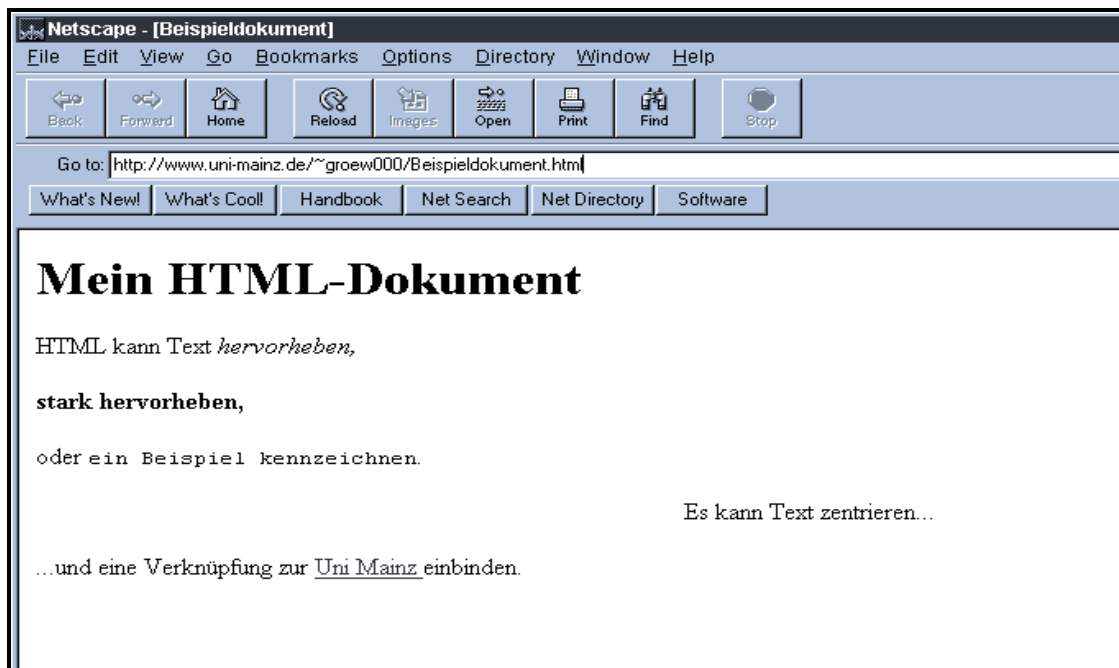 Netscape - [Beispieldokument]
File Edit View Go Bookmarks Options Directory Window Help
Back Forward Home Reload Images Open Print Find Stop
Go to: http://www.uni-mainz.de/~groew000/Beispieldokument.html
What's New! What's Cool! Handbook Net Search Net Directory Software
Mein HTML-Dokument
HTML kann Text hervorheben,
stark hervorheben,
oder ein Beispiel kennzeichnen.
Es kann Text zentrieren...
...und eine Verknüpfung zur Uni Mainz einbinden.